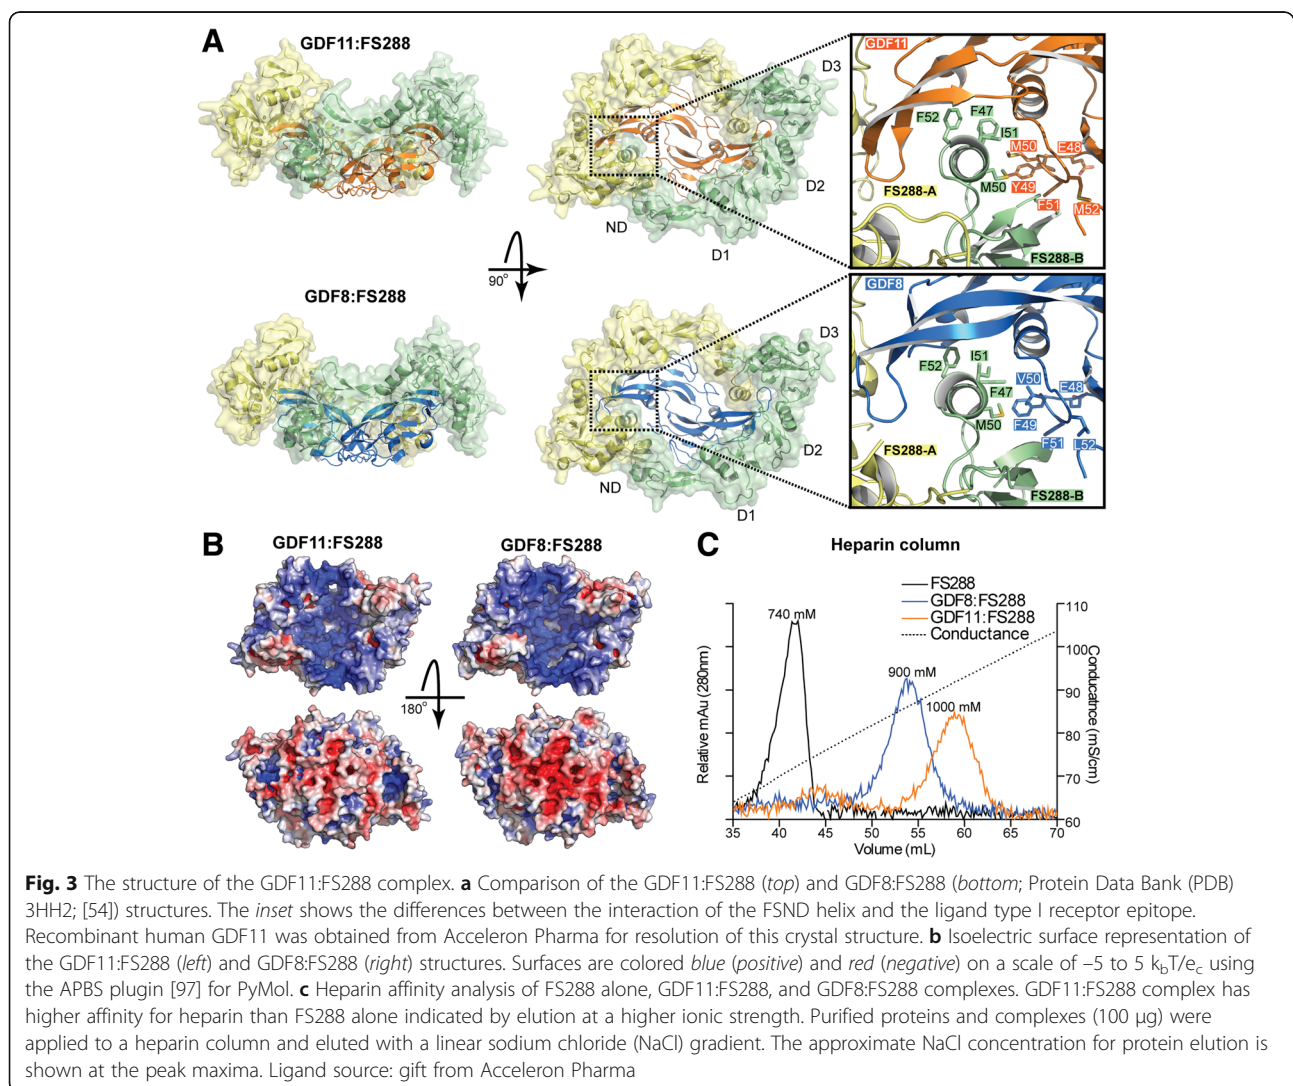 A
GDF11:FS288
D3
D2
D1
ND
GDF11
F52
F47
I51
M50
E48
M50
Y49
FS288-A
F51
M52
FS288-B
90°
GDF8:FS288
D3
D2
D1
ND
GDF8
F52
I51
V50
E48
F47
M50
F49
F51
L52
FS288-A
FS288-B
B
GDF11:FS288
GDF8:FS288
180°
C
Heparin column
FS288
GDF8:FS288
GDF11:FS288
Conductance
740 mM
900 mM
1000 mM
Relative mAu (280nm)
110
100
90
80
70
60
Conducatnce (mS/cm)
35 40 45 50 55 60 65 70
Volume (mL)
Fig. 3 The structure of the GDF11:FS288 complex. a Comparison of the GDF11:FS288 (top) and GDF8:FS288 (bottom; Protein Data Bank (PDB)
3HH2; [54]) structures. The inset shows the differences between the interaction of the FSND helix and the ligand type I receptor epitope.
Recombinant human GDF11 was obtained from Acceleron Pharma for resolution of this crystal structure. b Isoelectric surface representation of
the GDF11:FS288 (left) and GDF8:FS288 (right) structures. Surfaces are colored blue (positive) and red (negative) on a scale of –5 to 5 kbT/ec using
the APBS plugin [97] for PyMol. c Heparin affinity analysis of FS288 alone, GDF11:FS288, and GDF8:FS288 complexes. GDF11:FS288 complex has
higher affinity for heparin than FS288 alone indicated by elution at a higher ionic strength. Purified proteins and complexes (100 μg) were
applied to a heparin column and eluted with a linear sodium chloride (NaCl) gradient. The approximate NaCl concentration for protein elution is
shown at the peak maxima. Ligand source: gift from Acceleron Pharma